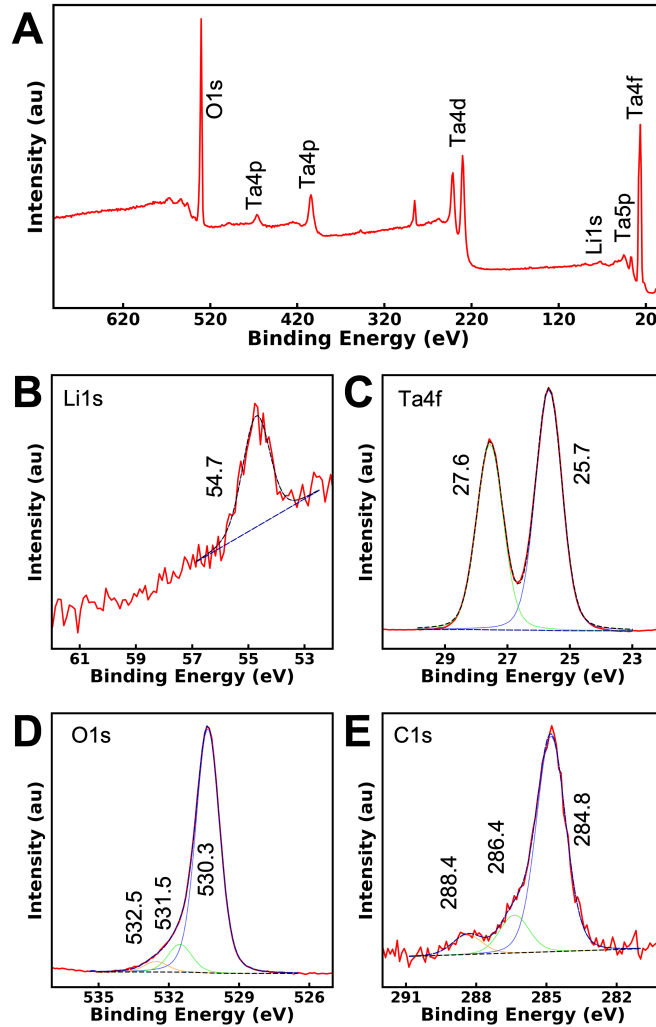 A
Intensity (au)
O1s
Ta4p
Ta4p
Ta4d
Li1s
Ta5p
Ta4f
620 520 420 320 220 120 20
Binding Energy (eV)
B
Li1s
Intensity (au)
54.7
61 59 57 55 53
Binding Energy (eV)
C
Ta4f
Intensity (au)
27.6
25.7
29 27 25 23
Binding Energy (eV)
D
O1s
Intensity (au)
532.5
531.5
530.3
535 531 529 526
Binding Energy (eV)
E
C1s
Intensity (au)
288.4
286.4
284.8
291 288 285 282
Binding Energy (eV)